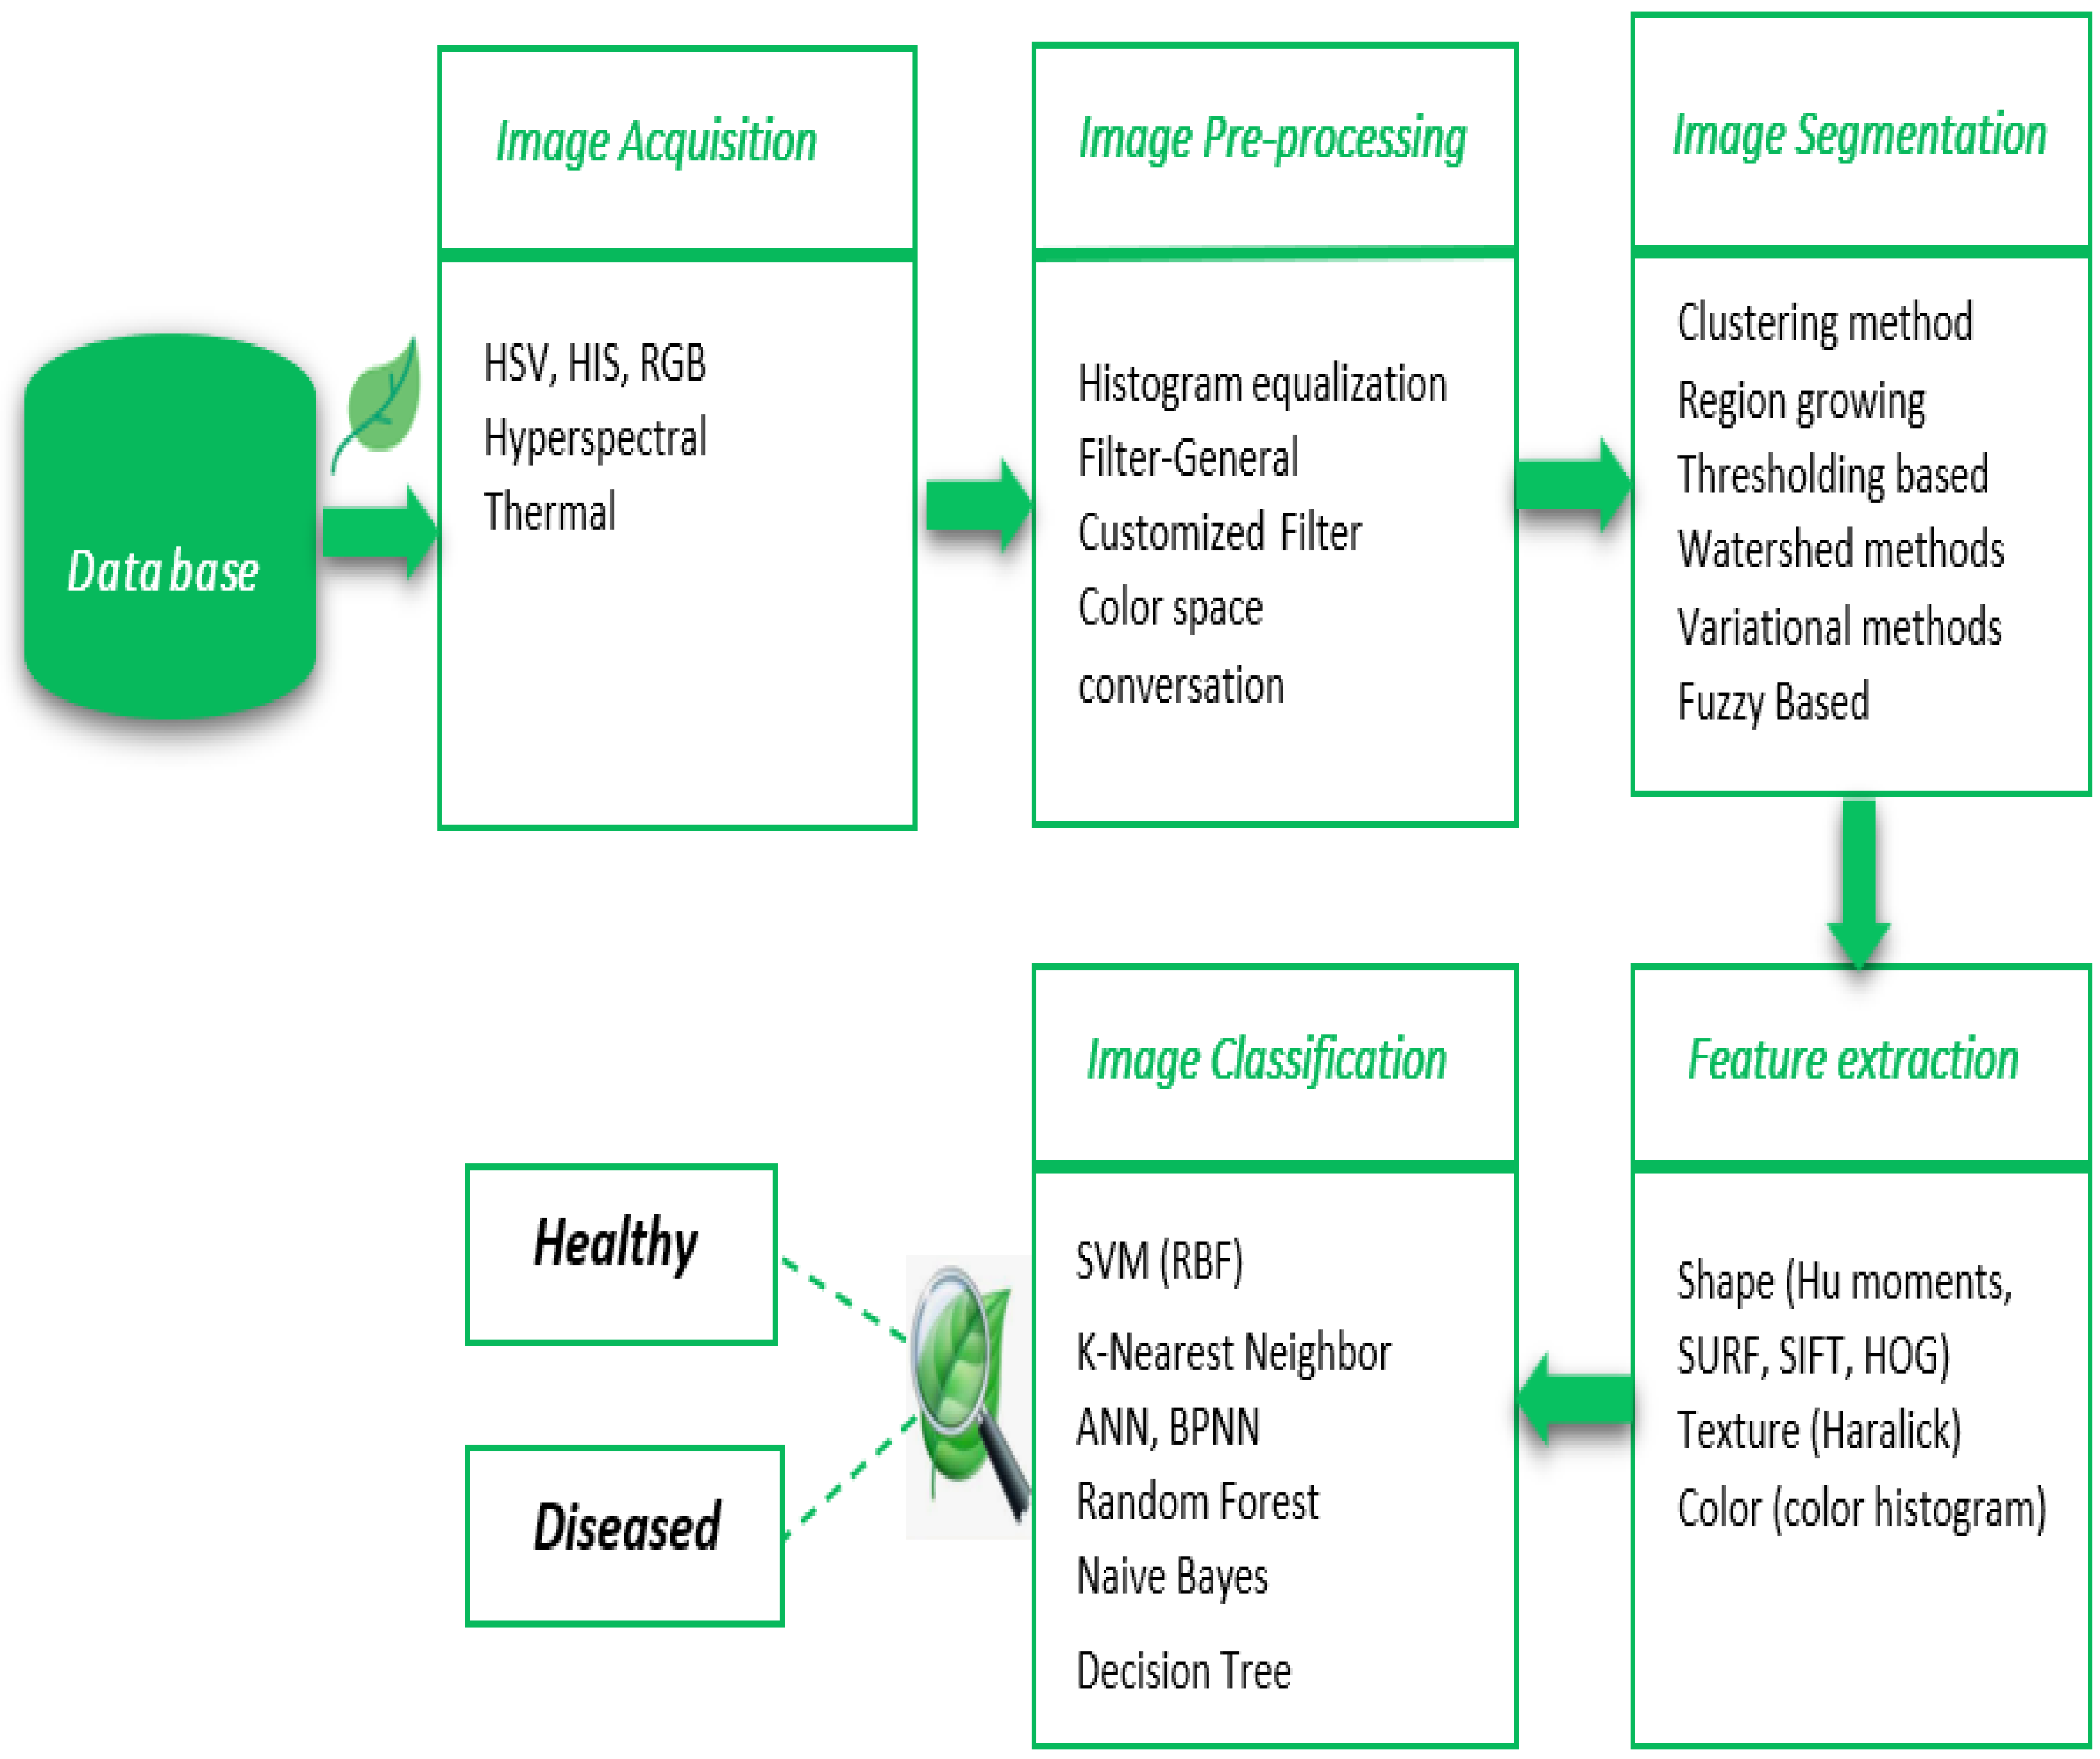 Database
Image Acquisition
HSV, HIS, RGB
Hyperspectral
Thermal
Image Pre-processing
Histogram equalization
Filter-General
Customized Filter
Color space
conversation
Image Segmentation
Clustering method
Region growing
Thresholding based
Watershed methods
Variational methods
Fuzzy Based
Feature extraction
Shape (Hu moments,
SURF, SIFT, HOG)
Texture (Haralick)
Color (color histogram)
Image Classification
SVM (RBF)
K-Nearest Neighbor
ANN, BPNN
Random Forest
Naive Bayes
Decision Tree
Healthy
Diseased